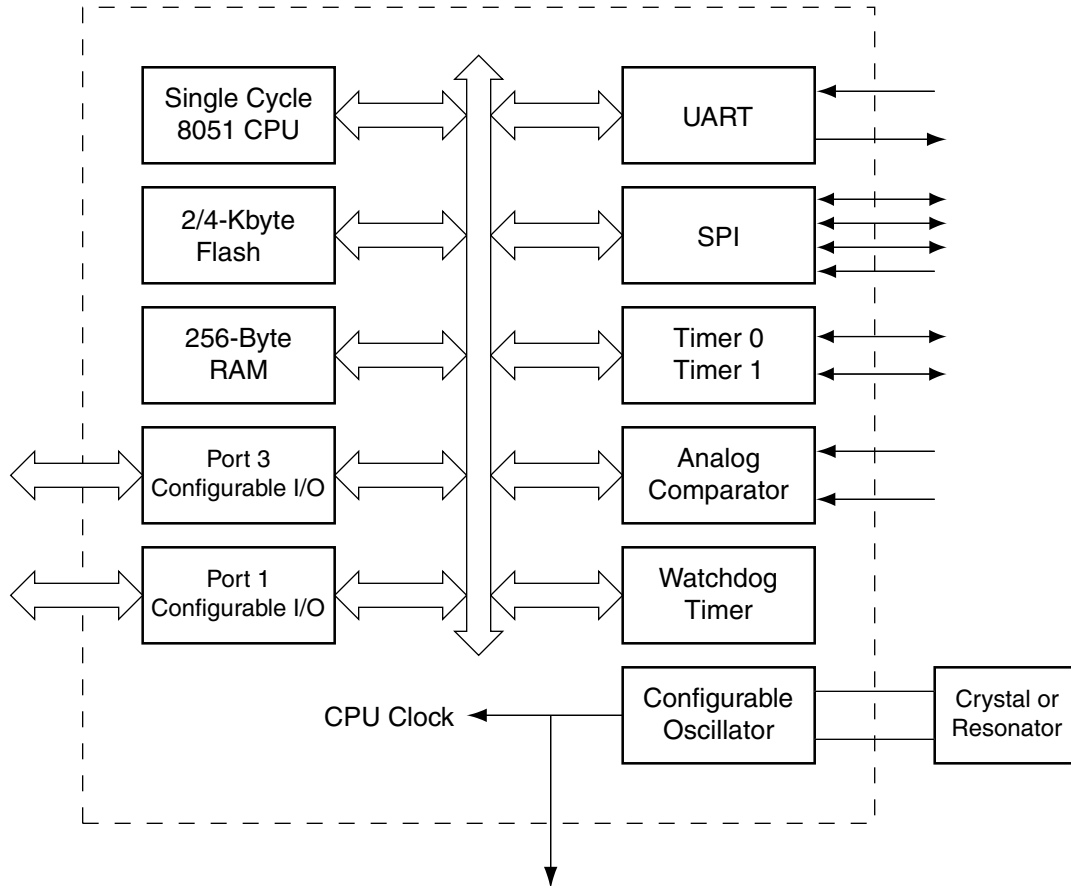 Single Cycle
8051 CPU
UART
2/4-Kbyte
Flash
SPI
256-Byte
RAM
Timer 0
Timer 1
Port 3
Configurable I/O
Analog
Comparator
Port 1
Configurable I/O
Watchdog
Timer
CPU Clock
Configurable
Oscillator
Crystal or
Resonator